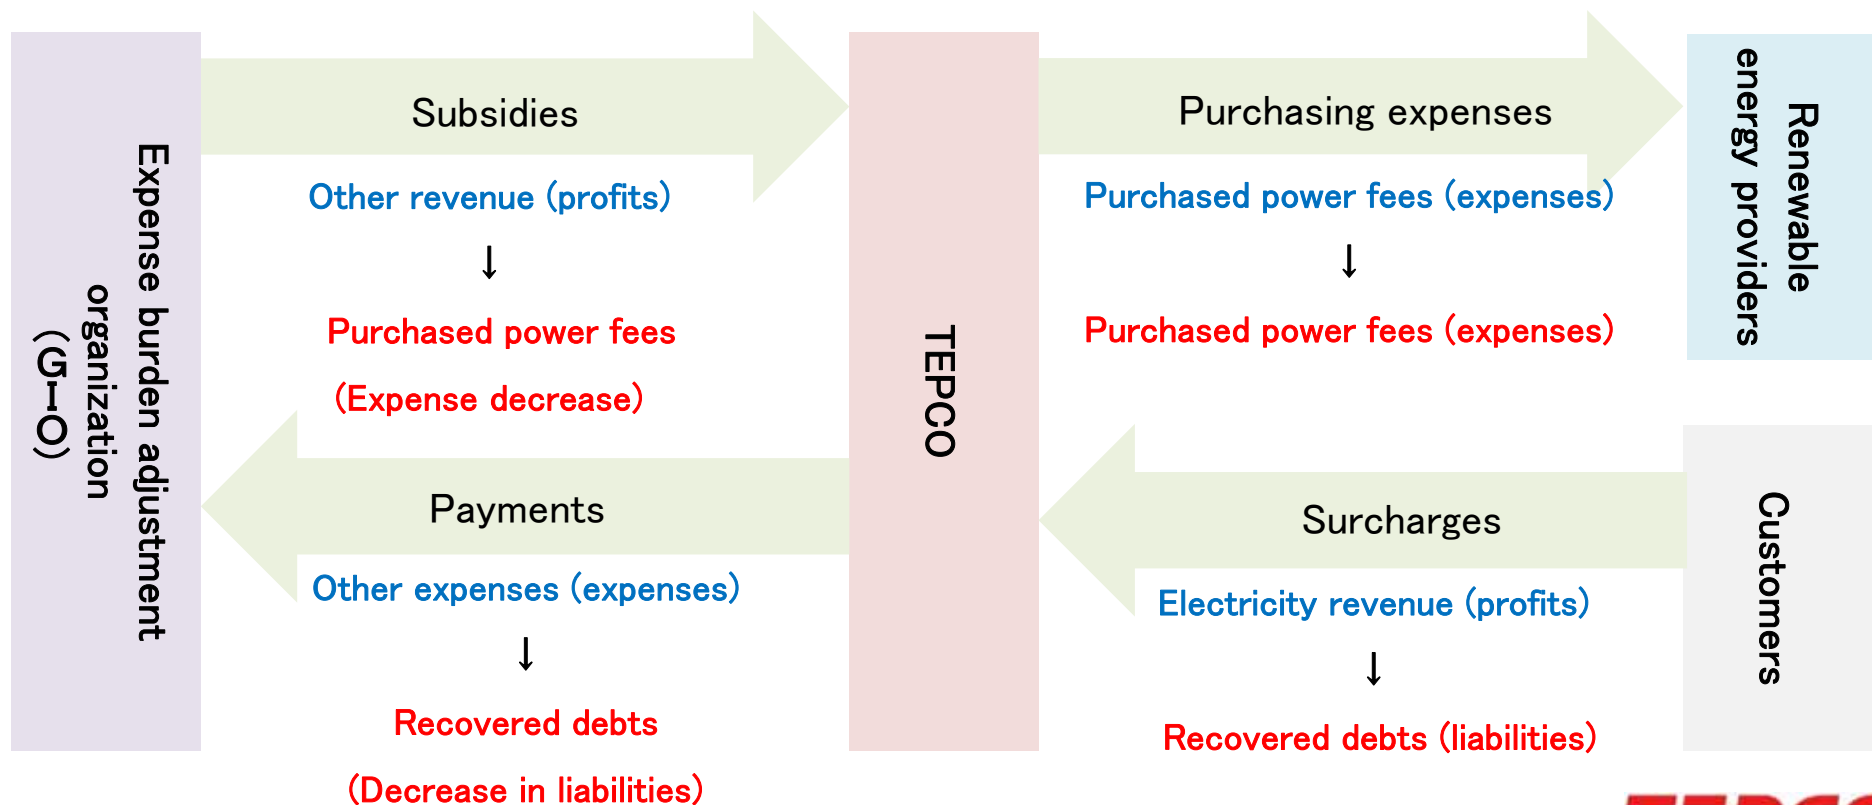 Expense burden adjustment
organization
(GIO)
Subsidies
Other revenue (profits)
↓
Purchased power fees
(Expense decrease)
Payments
Other expenses (expenses)
↓
Recovered debts
(Decrease in liabilities)
TEPCO
Purchasing expenses
Purchased power fees (expenses)
↓
Purchased power fees (expenses)
Surcharges
Electricity revenue (profits)
↓
Recovered debts (liabilities)
Renewable
energy providers
Customers